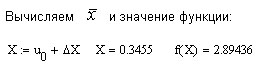 Вычисляем x̄ и значение функции:
X := u₀ + ΔX X = 0.3455 f(X) = 2.89436